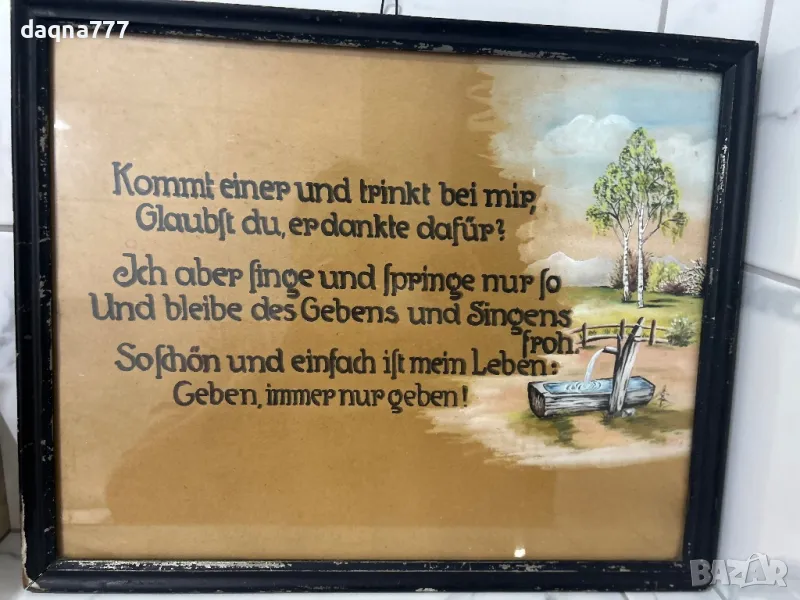 daqna777
Kommt einer und trinkt bei mir,
Glaubſt du, er dankte dafür?
Ich aber ſinge und ſpringe nur ſo
Und bleibe des Gebens und Singens
froh.
So ſchön und einfach iſt mein Leben:
Geben, immer nur geben!
BAZAR